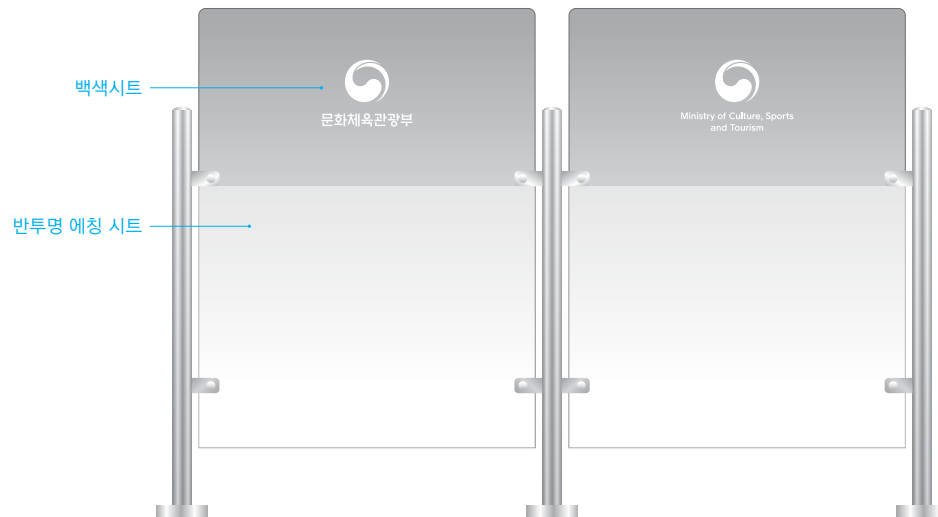 백색시트
문화체육관광부
Ministry of Culture, Sports
and Tourism
반투명 에칭 시트